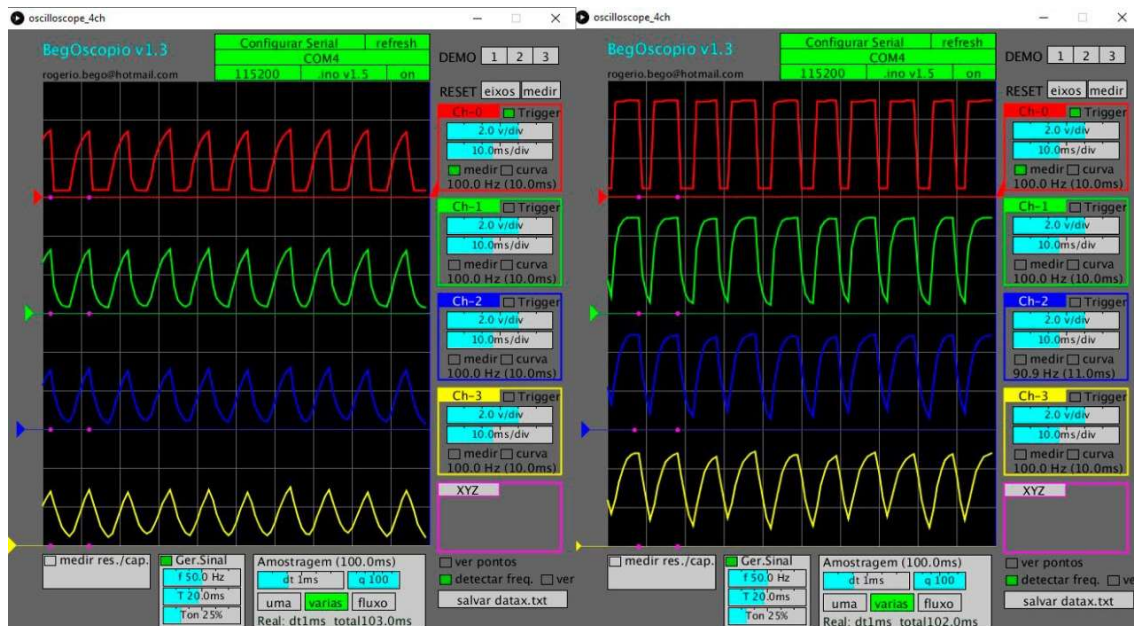 oscilloscope_4ch
BegOscopio v1.3
rogerio.bego@hotmail.com
Configurar Serial refresh
COM4
115200 .ino v1.5 on
DEMO 1 2 3
RESET eixos medir
Ch-0 Trigger
2.0 v/div
10.0ms/div
medir curva
100.0 Hz (10.0ms)
Ch-1 Trigger
2.0 v/div
10.0ms/div
medir curva
100.0 Hz (10.0ms)
Ch-2 Trigger
2.0 v/div
10.0ms/div
medir curva
100.0 Hz (10.0ms)
Ch-3 Trigger
2.0 v/div
10.0ms/div
medir curva
100.0 Hz (10.0ms)
XYZ
medir res./cap.
Ger.Sinal
f 50.0 Hz
T 20.0ms
Ton 25%
Amostragem (100.0ms)
dt 1ms q 100
uma varias fluxo
Real: dt1ms total103.0ms
ver pontos
detectar freq. ver
salvar datax.txt
oscilloscope_4ch
BegOscopio v1.3
rogerio.bego@hotmail.com
Configurar Serial refresh
COM4
115200 .ino v1.5 on
DEMO 1 2 3
RESET eixos medir
Ch-0 Trigger
2.0 v/div
10.0ms/div
medir curva
100.0 Hz (10.0ms)
Ch-1 Trigger
2.0 v/div
10.0ms/div
medir curva
100.0 Hz (10.0ms)
Ch-2 Trigger
2.0 v/div
10.0ms/div
medir curva
90.9 Hz (11.0ms)
Ch-3 Trigger
2.0 v/div
10.0ms/div
medir curva
100.0 Hz (10.0ms)
XYZ
medir res./cap.
Ger.Sinal
f 50.0 Hz
T 20.0ms
Ton 25%
Amostragem (100.0ms)
dt 1ms q 100
uma varias fluxo
Real: dt1ms total102.0ms
ver pontos
detectar freq. ve
salvar datax.txt